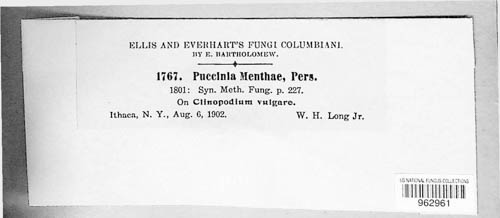 ELLIS AND EVERHART'S FUNGI COLUMBIANI.
BY E. BARTHOLOMEW.
1767. Puccinia Menthae, Pers.
1801: Syn. Meth. Fung. p. 227.
On Clinopodium vulgare.
Ithaca, N. Y., Aug. 6, 1902. W. H. Long Jr.
US NATIONAL FUNGUS COLLECTIONS
962961